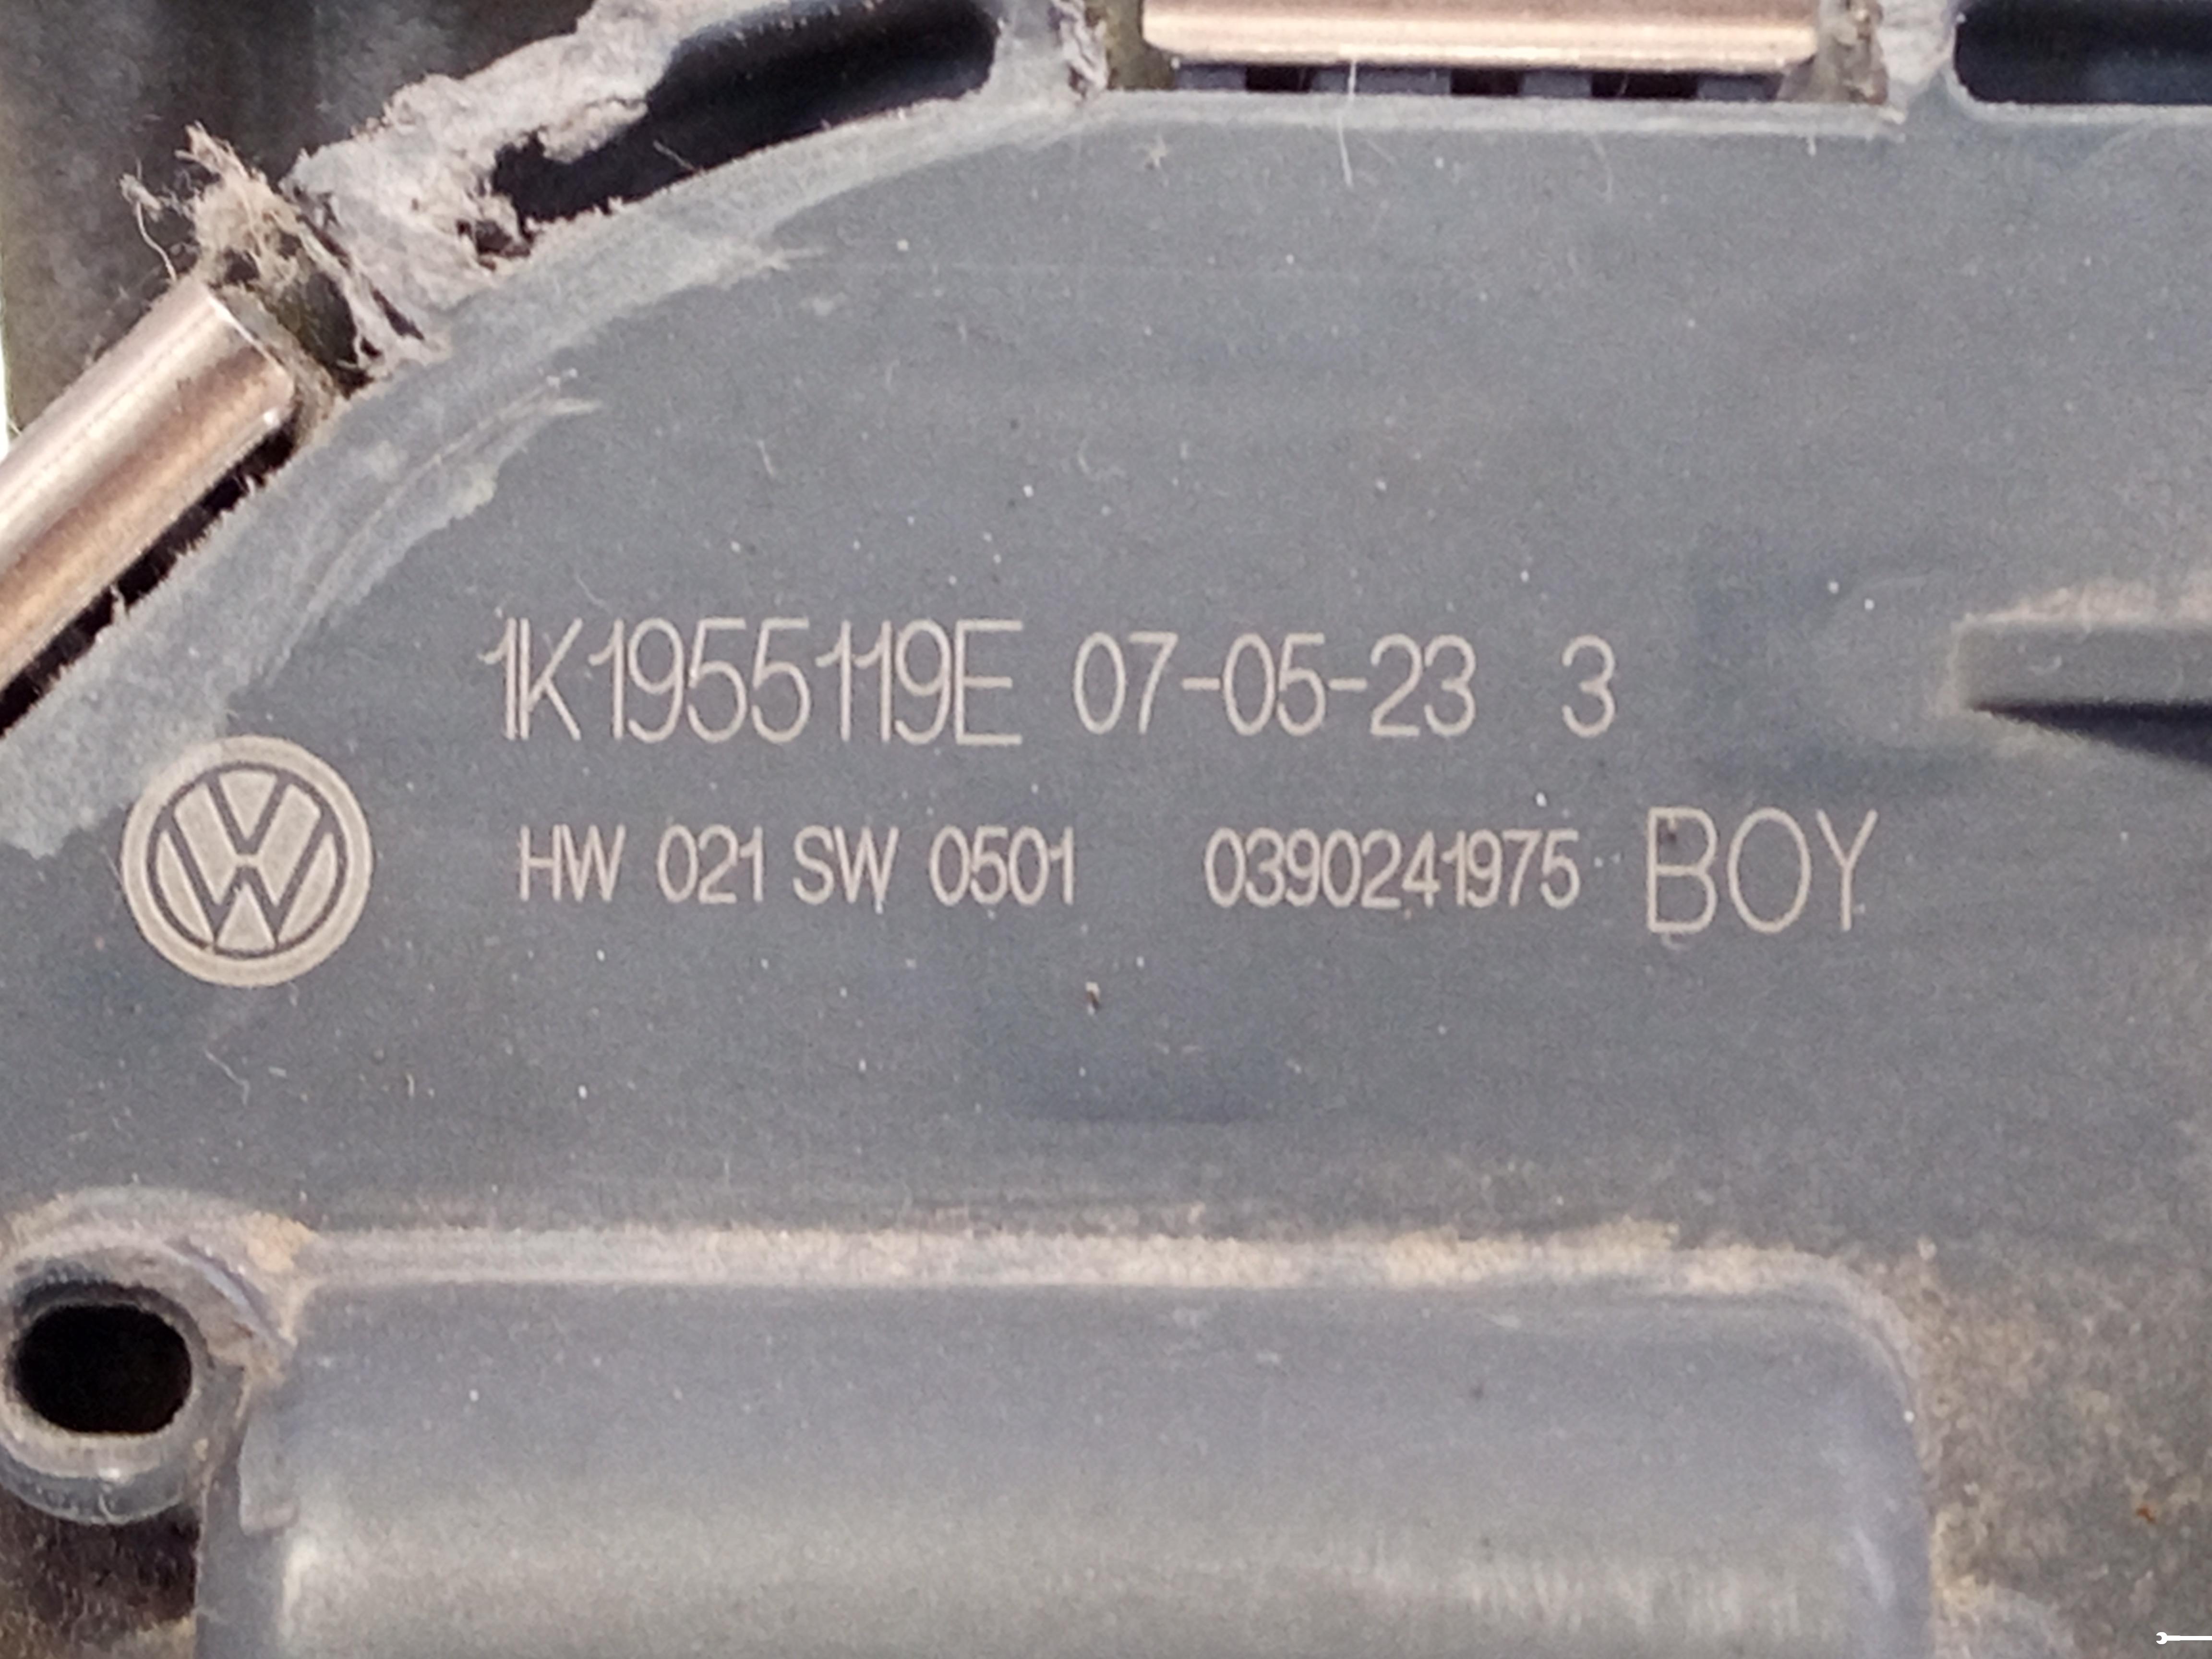 1K1955119E 07-05-23 3
HW 021 SW 0501 0390241975 BOY